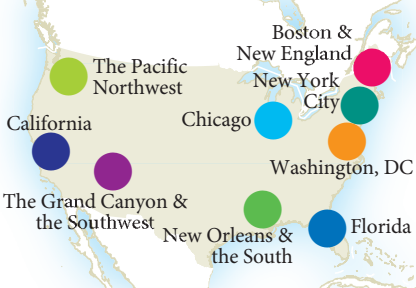 Boston &
New England
The Pacific
Northwest
New York
City
Chicago
California
Washington, DC
The Grand Canyon &
the Southwest
New Orleans &
the South
Florida